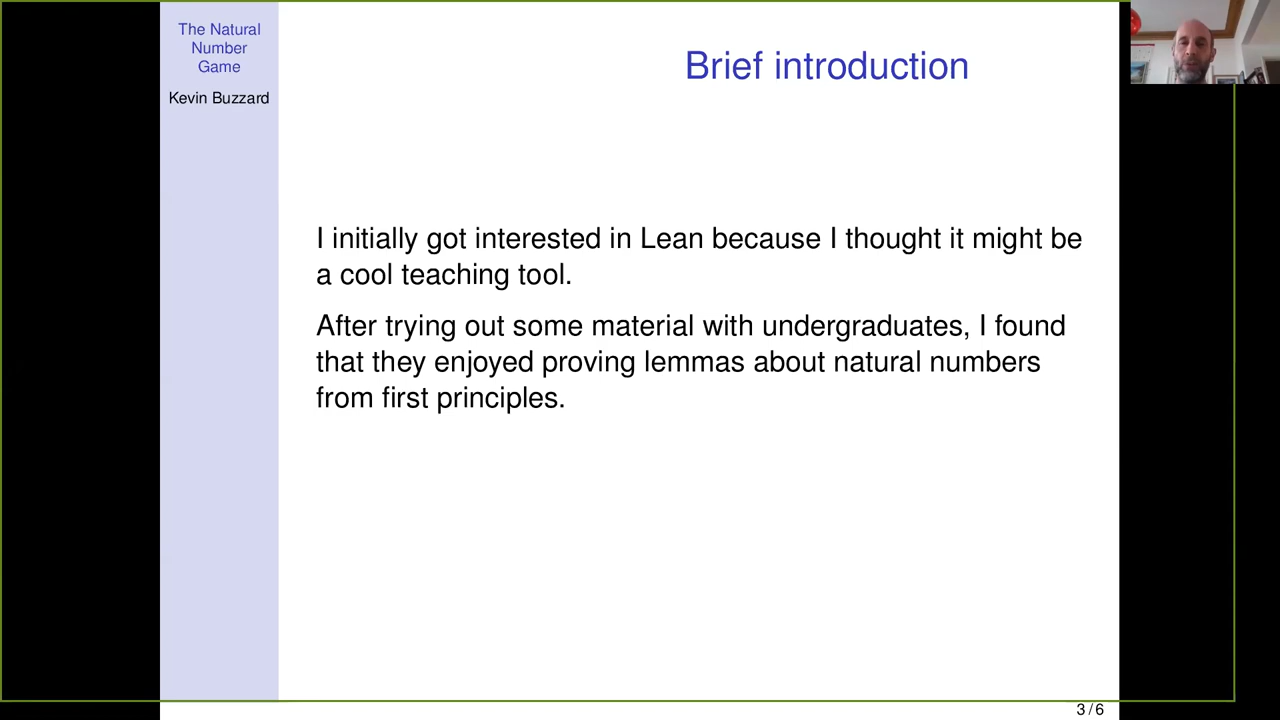 The Natural
Number
Game
Kevin Buzzard
Brief introduction
I initially got interested in Lean because I thought it might be
a cool teaching tool.
After trying out some material with undergraduates, I found
that they enjoyed proving lemmas about natural numbers
from first principles.
3 / 6